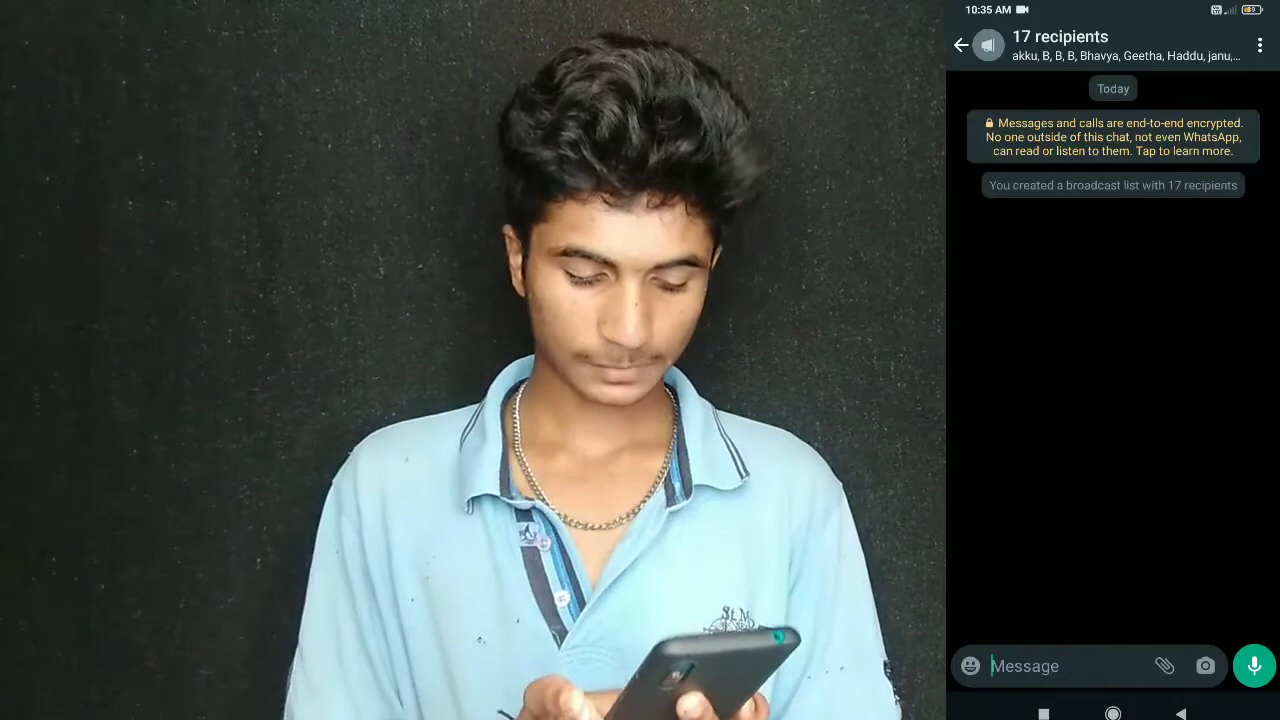 10:35 AM
17 recipients
akku, B, B, B, Bhavya, Geetha, Haddu, janu,...
Today
Messages and calls are end-to-end encrypted.
No one outside of this chat, not even WhatsApp,
can read or listen to them. Tap to learn more.
You created a broadcast list with 17 recipients
Message